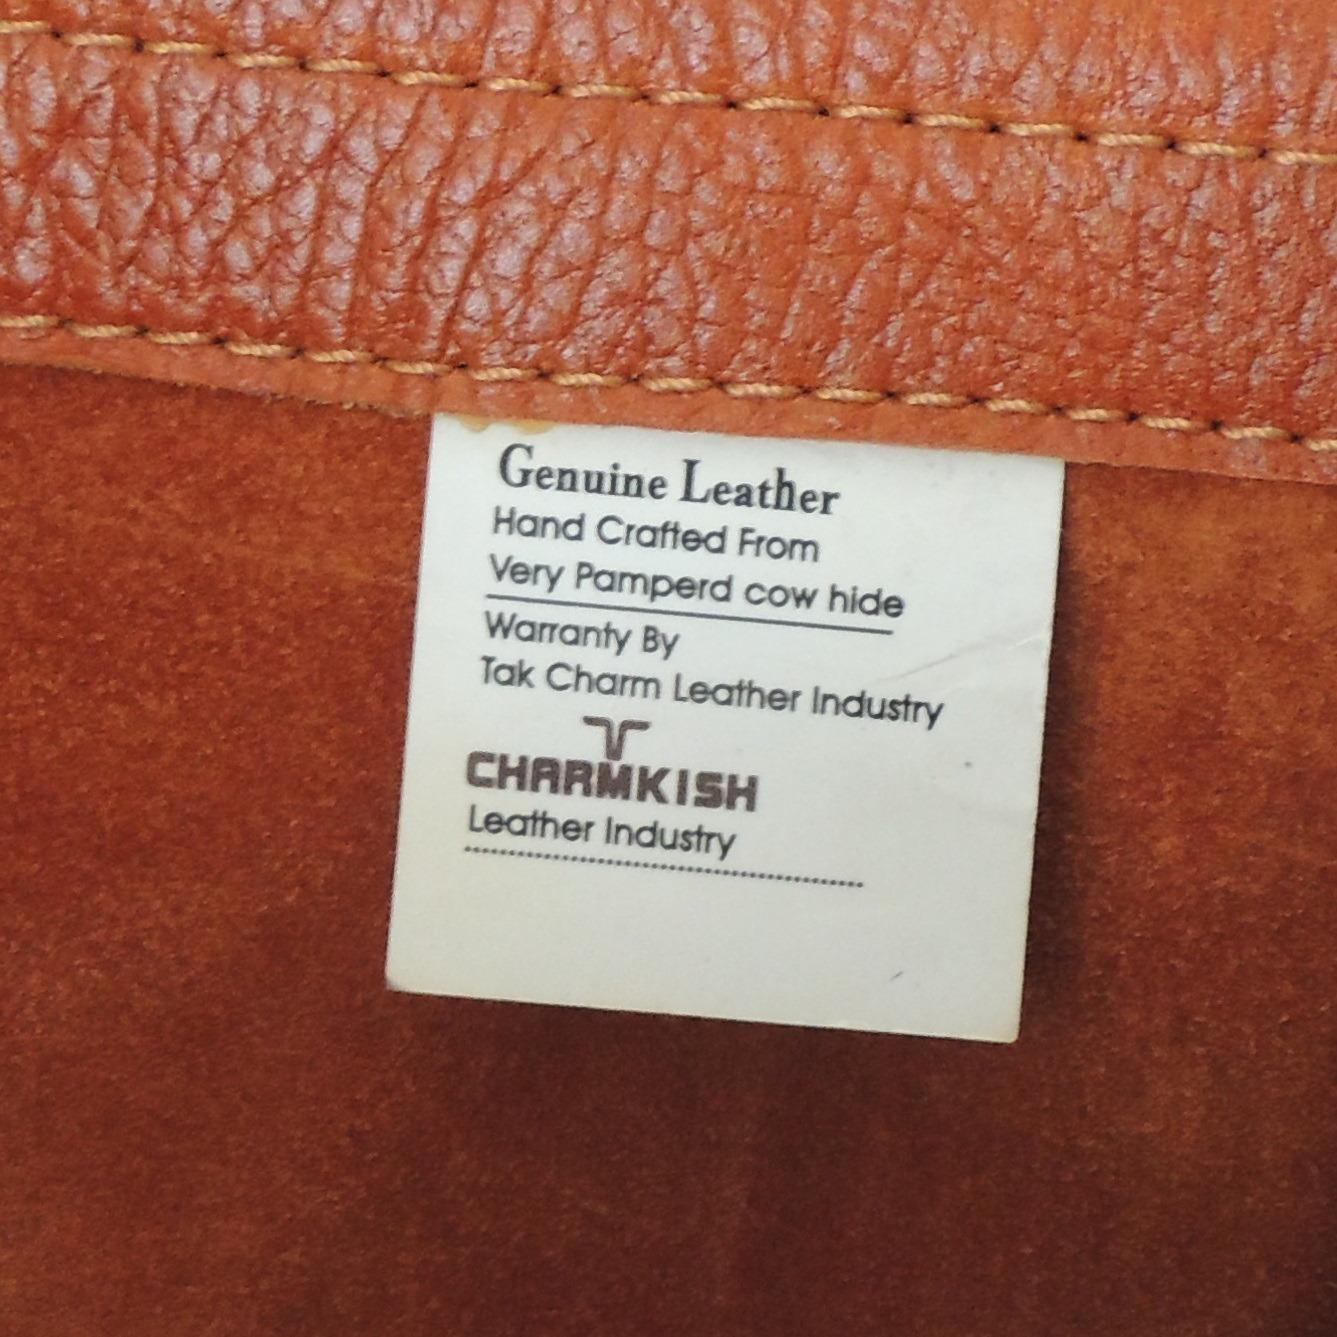 Genuine Leather
Hand Crafted From
Very Pamperd cow hide
Warranty By
Tak Charm Leather Industry
CHARMKISH
Leather Industry